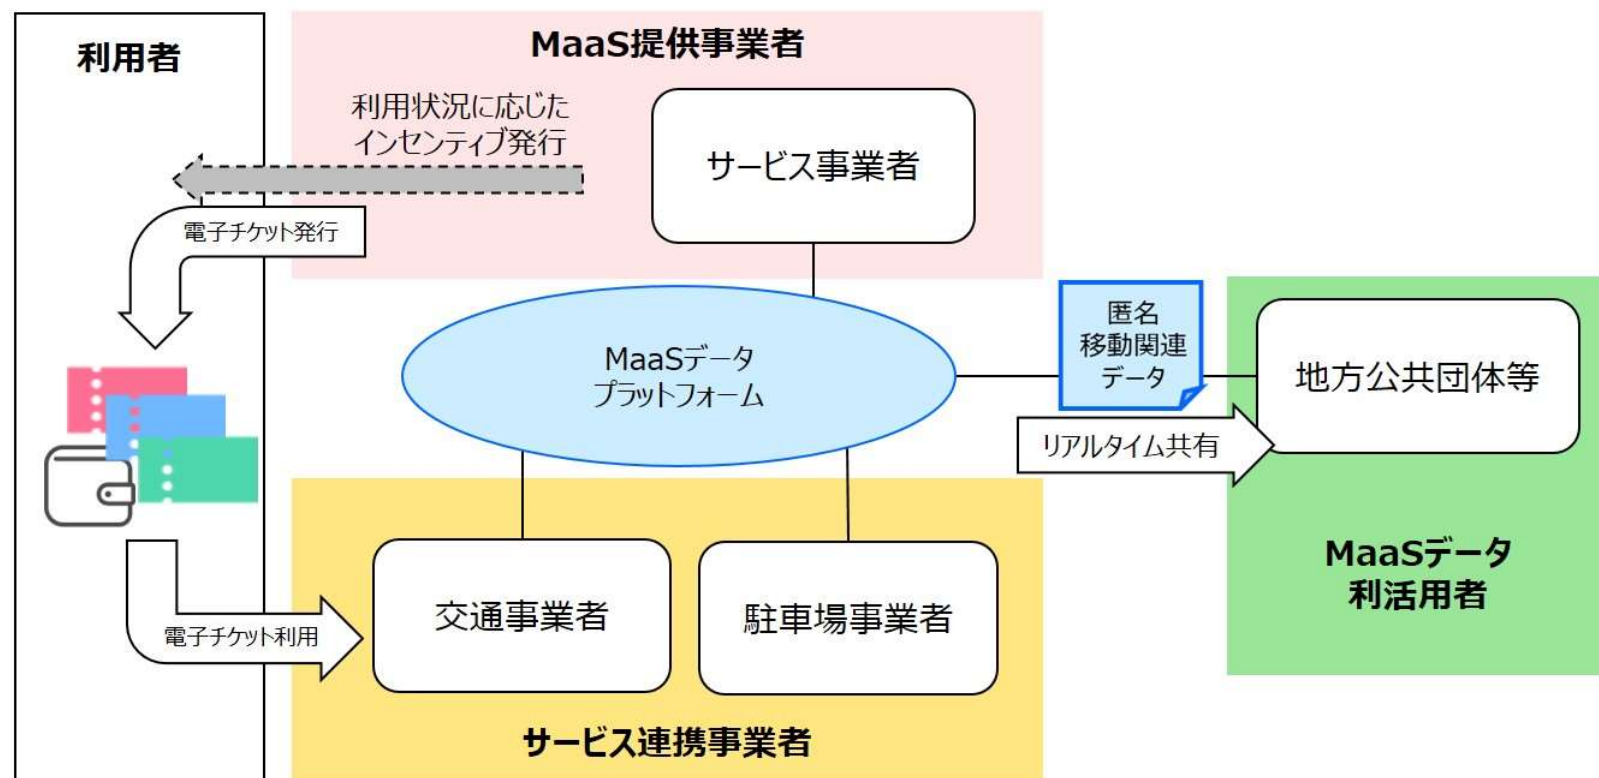 利用者
MaaS提供事業者
利用状況に応じた
インセンティブ発行
サービス事業者
電子チケット発行
MaaSデータ
プラットフォーム
匿名
移動関連
データ
地方公共団体等
リアルタイム共有
MaaSデータ
利活用者
交通事業者
駐車場事業者
電子チケット利用
サービス連携事業者